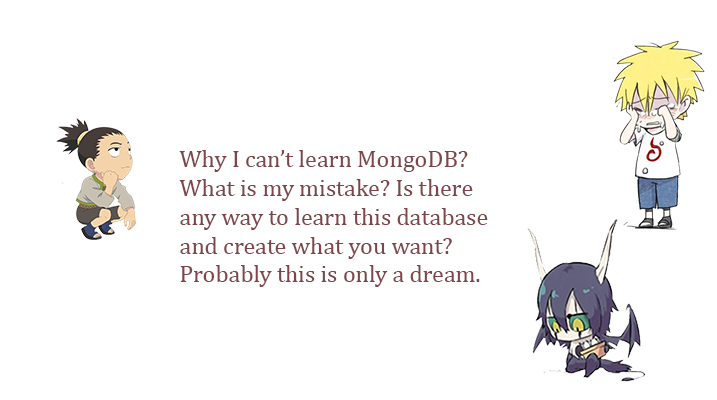 Why I can’t learn MongoDB?
What is my mistake? Is there
any way to learn this database
and create what you want?
Probably this is only a dream.